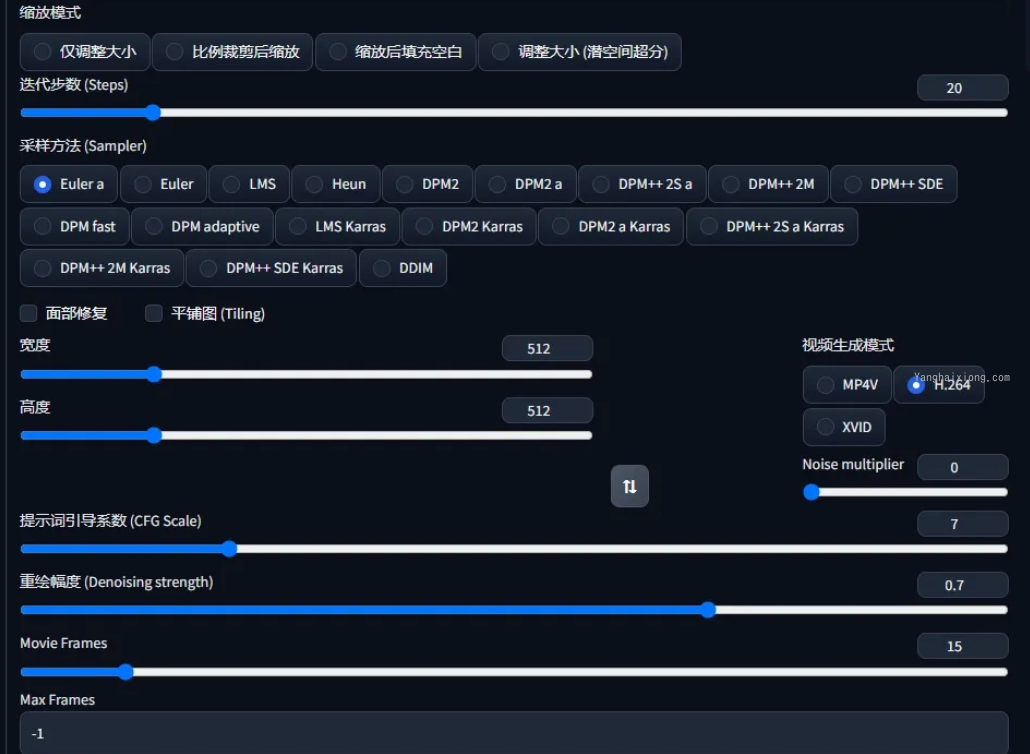 缩放模式
仅调整大小 比例裁剪后缩放 缩放后填充空白 调整大小 (潜空间超分)
迭代步数 (Steps) 20
采样方法 (Sampler)
Euler a Euler LMS Heun DPM2 DPM2 a DPM++ 2S a DPM++ 2M DPM++ SDE
DPM fast DPM adaptive LMS Karras DPM2 Karras DPM2 a Karras DPM++ 2S a Karras
DPM++ 2M Karras DPM++ SDE Karras DDIM
面部修复 平铺图 (Tiling)
宽度 512
高度 512
视频生成模式
Yanghaixiong.com
MP4V H.264
XVID
Noise multiplier 0
提示词引导系数 (CFG Scale) 7
重绘幅度 (Denoising strength) 0.7
Movie Frames 15
Max Frames
-1